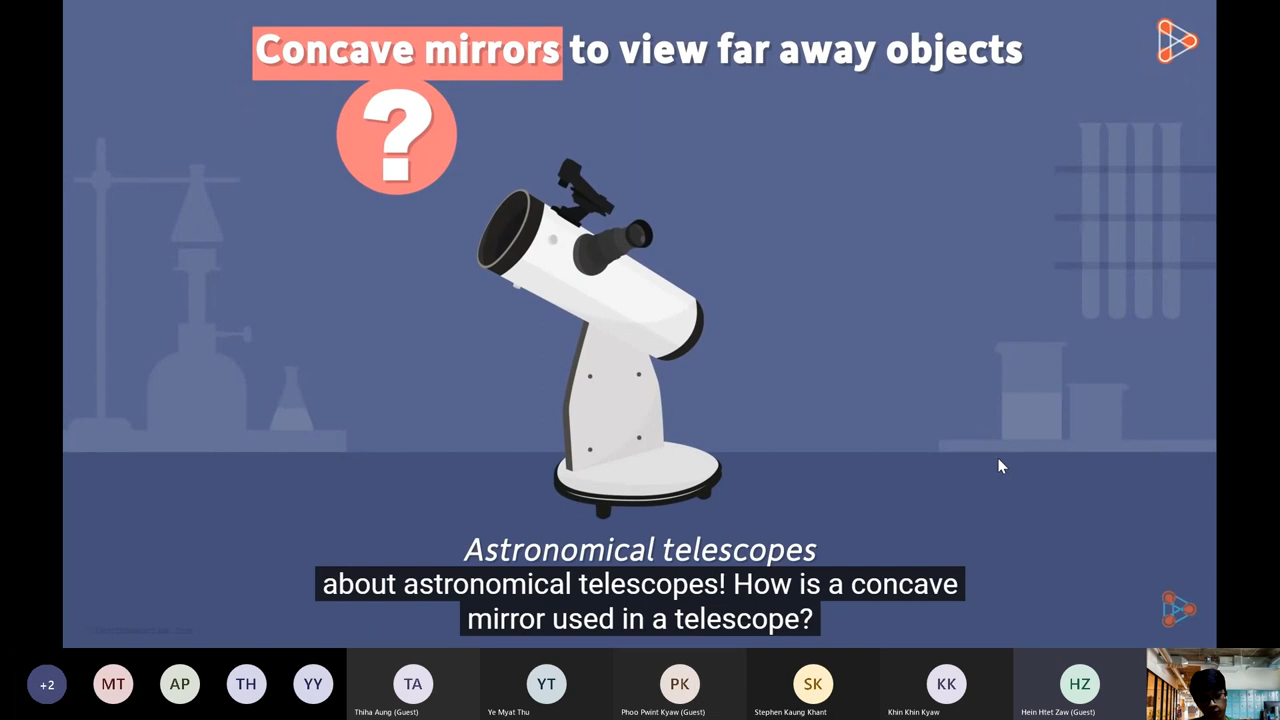 Concave mirrors to view far away objects
?
Astronomical telescopes
about astronomical telescopes! How is a concave
mirror used in a telescope?
+2
MT
AP
TH
YY
TA
YT
PK
SK
KK
HZ
Thiha Aung (Guest)
Ye Myat Thu
Phoo Pwint Kyaw (Guest)
Stephen Kaung Khant
Khin Khin Kyaw
Hein Htet Zaw (Guest)